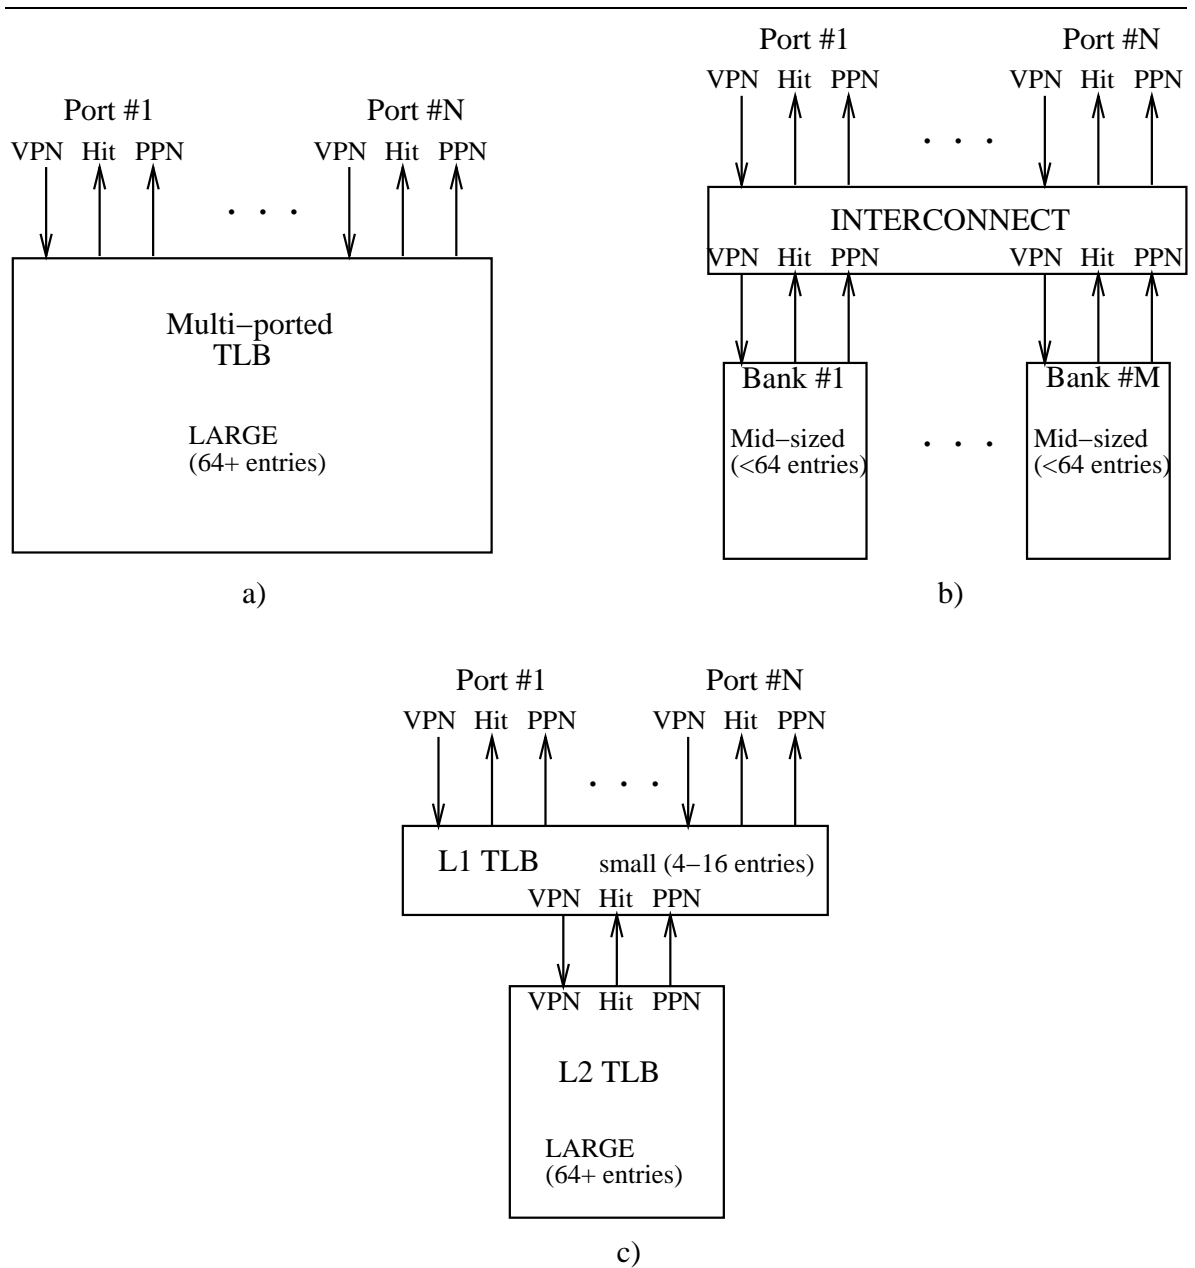 Port #1 Port #N
VPN Hit PPN VPN Hit PPN
. . .
Multi−ported
TLB
LARGE
(64+ entries)
a)
Port #1 Port #N
VPN Hit PPN VPN Hit PPN
. . .
INTERCONNECT
VPN Hit PPN VPN Hit PPN
Bank #1 Bank #M
Mid−sized . . . Mid−sized
(<64 entries) (<64 entries)
b)
Port #1 Port #N
VPN Hit PPN VPN Hit PPN
. . .
L1 TLB small (4−16 entries)
VPN Hit PPN
VPN Hit PPN
L2 TLB
LARGE
(64+ entries)
c)